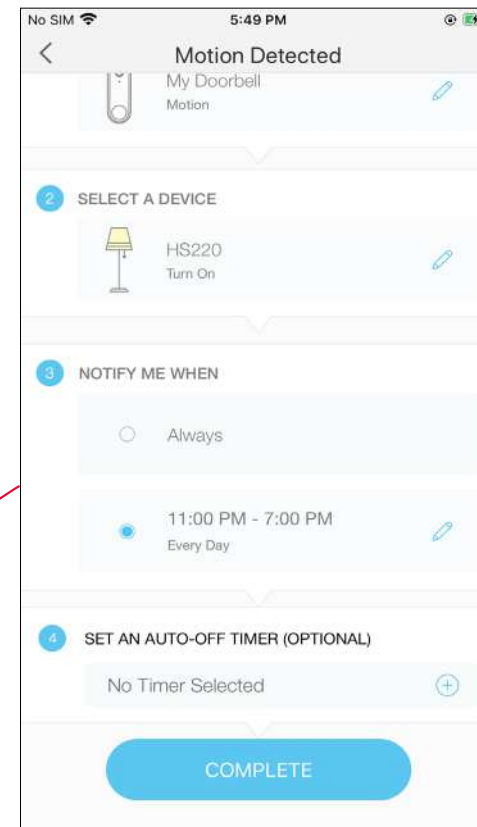 No SIM 5:49 PM
Motion Detected
My Doorbell
Motion
2 SELECT A DEVICE
HS220
Turn On
3 NOTIFY ME WHEN
Always
11:00 PM - 7:00 PM
Every Day
4 SET AN AUTO-OFF TIMER (OPTIONAL)
No Timer Selected
COMPLETE